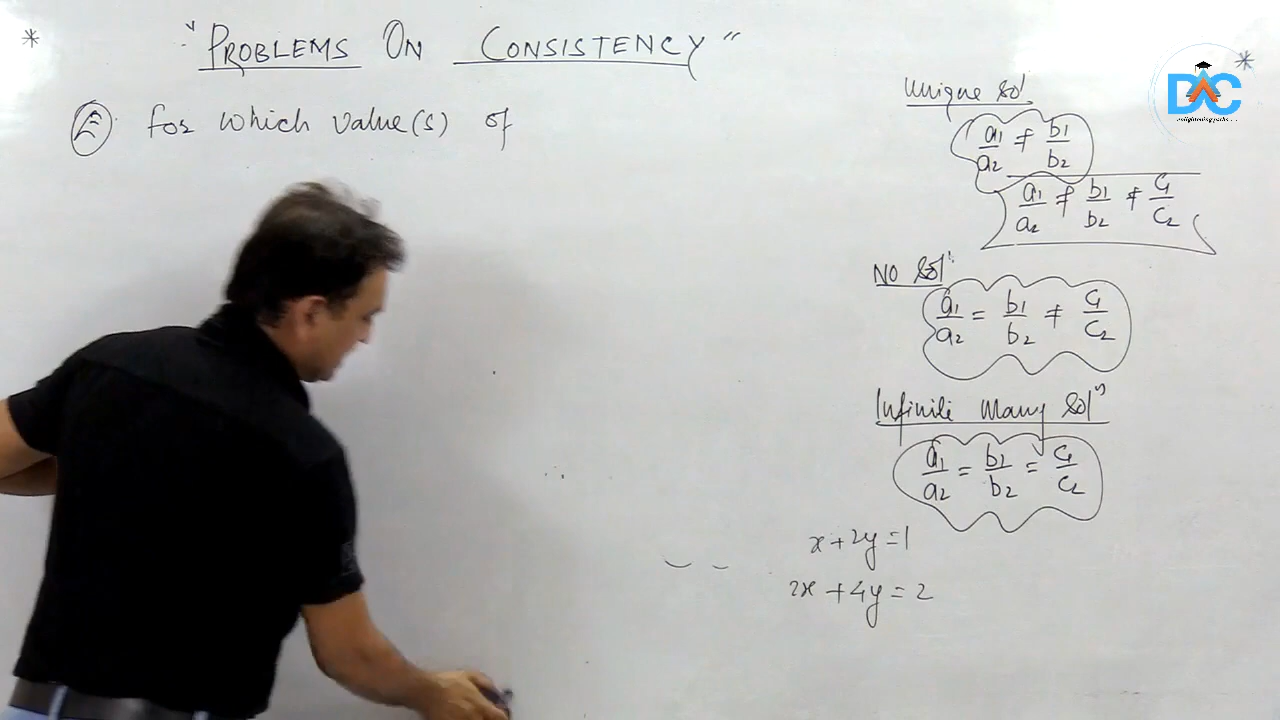 * "PROBLEMS ON CONSISTENCY" *
E for which value(s) of
DAC
enlightening paths...
Unique Sol
a1/a2 ≠ b1/b2
a1/a2 ≠ b1/b2 ≠ c1/c2
NO Sol^n
a1/a2 = b1/b2 ≠ c1/c2
Infinite Many Sol^n
a1/a2 = b1/b2 = c1/c2
x+2y=1
2x+4y=2